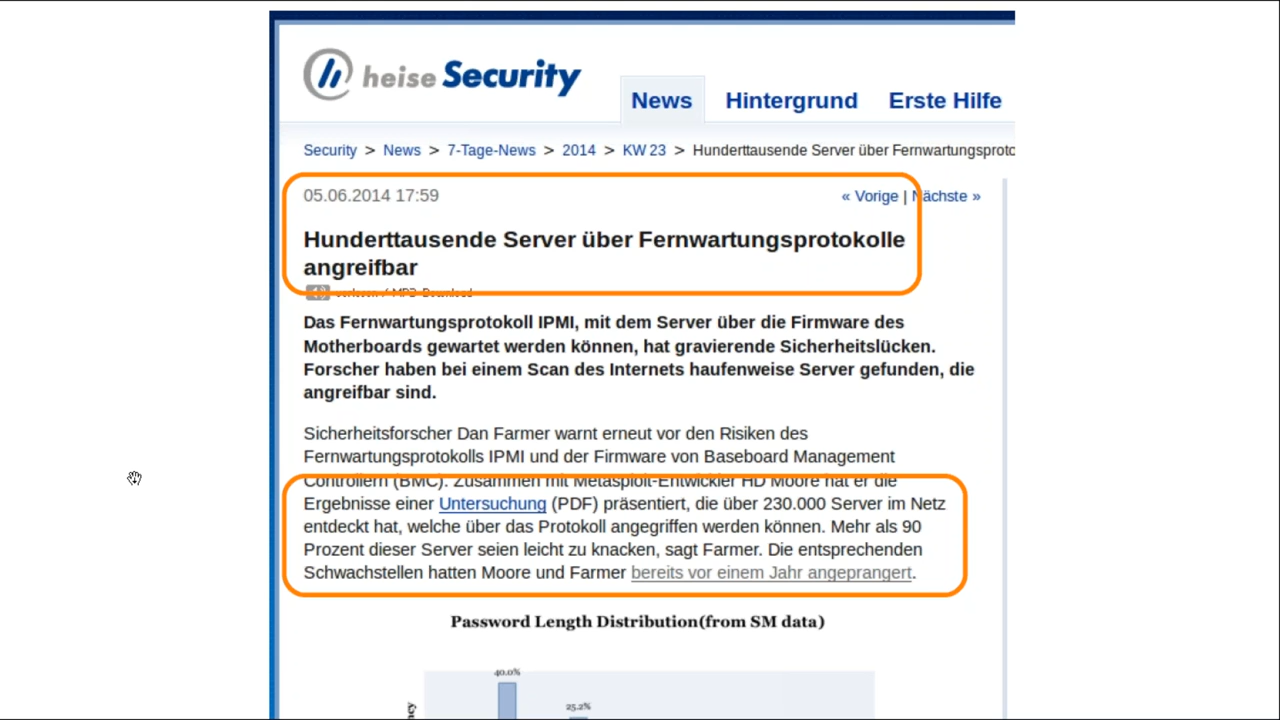 heise Security
News Hintergrund Erste Hilfe
Security > News > 7-Tage-News > 2014 > KW 23 > Hunderttausende Server über Fernwartungsproto
05.06.2014 17:59 « Vorige | Nächste »
Hunderttausende Server über Fernwartungsprotokolle
angreifbar
vorlesen / MP3-Download
Das Fernwartungsprotokoll IPMI, mit dem Server über die Firmware des
Motherboards gewartet werden können, hat gravierende Sicherheitslücken.
Forscher haben bei einem Scan des Internets haufenweise Server gefunden, die
angreifbar sind.
Sicherheitsforscher Dan Farmer warnt erneut vor den Risiken des
Fernwartungsprotokolls IPMI und der Firmware von Baseboard Management
Controllern (BMC). Zusammen mit Metasploit-Entwickler HD Moore hat er die
Ergebnisse einer Untersuchung (PDF) präsentiert, die über 230.000 Server im Netz
entdeckt hat, welche über das Protokoll angegriffen werden können. Mehr als 90
Prozent dieser Server seien leicht zu knacken, sagt Farmer. Die entsprechenden
Schwachstellen hatten Moore und Farmer bereits vor einem Jahr angeprangert.
Password Length Distribution(from SM data)
40.0%
25.2%